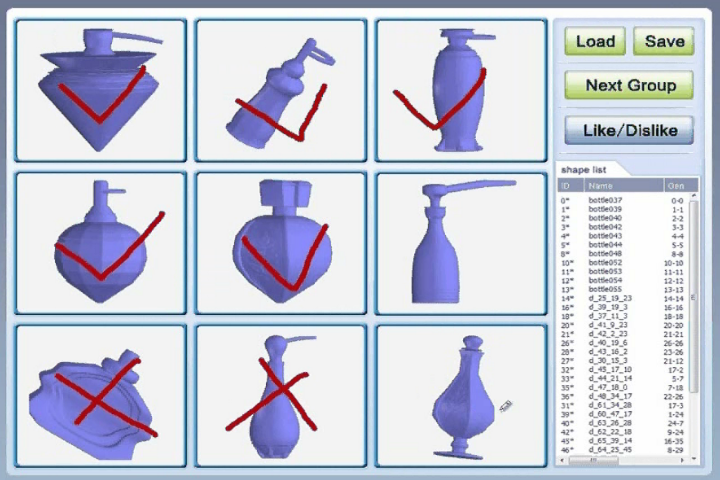 Load Save
Next Group
Like/Dislike
shape list
ID Name Gen
0* bottle037 0-0
1* bottle039 1-1
2* bottle040 2-2
3* bottle042 3-3
4* bottle043 4-4
5* bottle044 5-5
8* bottle048 8-8
10* bottle052 10-10
11* bottle053 11-11
12* bottle054 12-12
13* bottle055 13-13
14* d_25_19_23 14-14
16* d_39_19_3 16-16
18* d_37_11_3 18-18
20* d_41_9_23 20-20
21* d_42_2_23 21-21
26* d_40_19_6 26-26
28* d_43_16_2 23-26
27* d_30_15_3 21-12
32* d_45_17_10 17-2
33* d_44_21_14 5-7
35* d_47_18_0 7-18
36* d_48_34_17 22-26
31* d_61_34_28 17-3
39* d_60_47_17 1-24
40* d_63_26_28 24-7
42* d_62_22_18 9-24
45* d_65_39_14 16-35
46* d_64_25_45 8-29